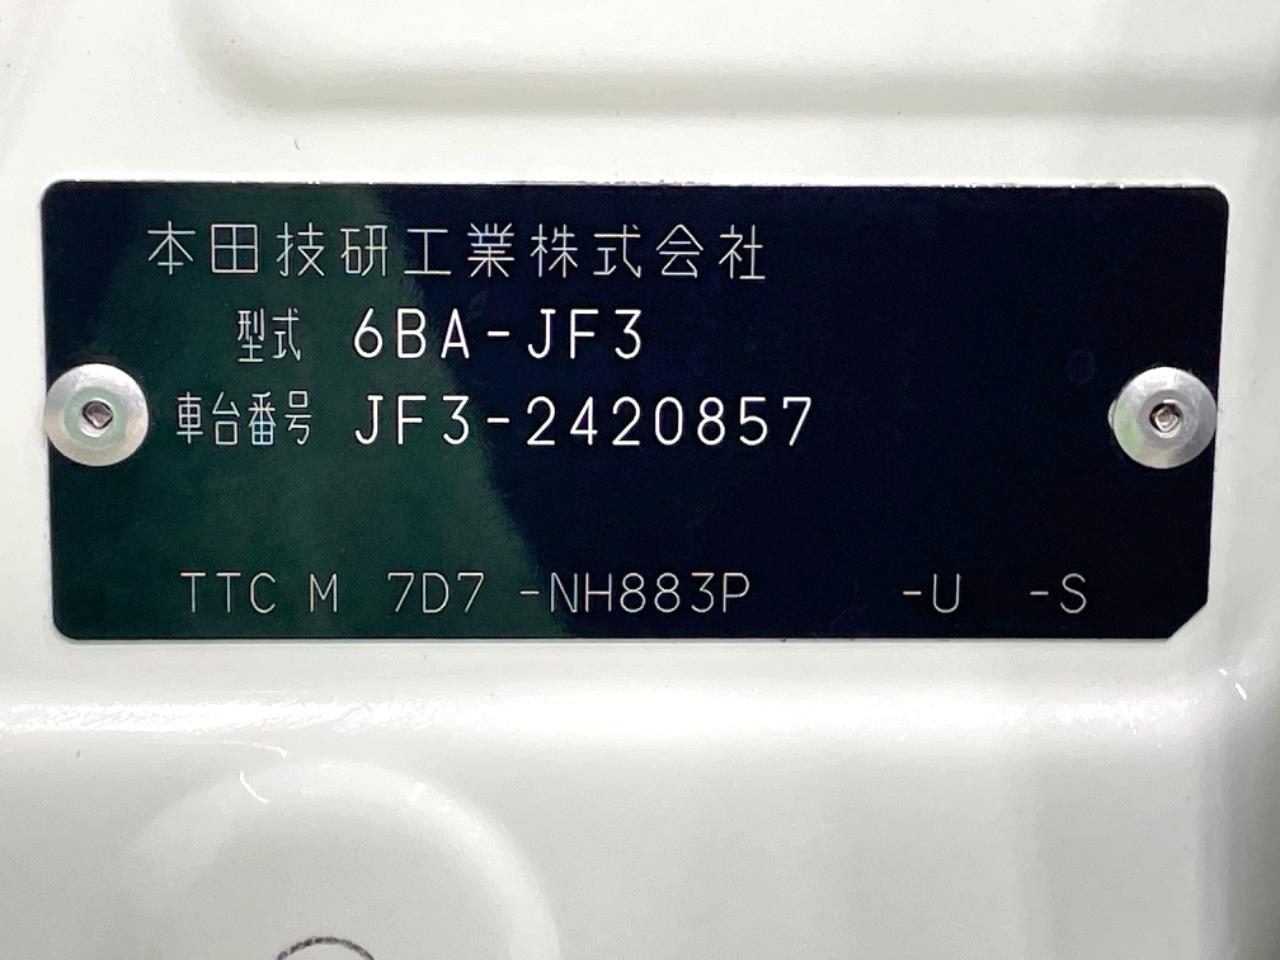 本田技研工業株式会社
型式 6BA-JF3
車台番号 JF3-2420857
TTC M 7D7 -NH883P -U -S